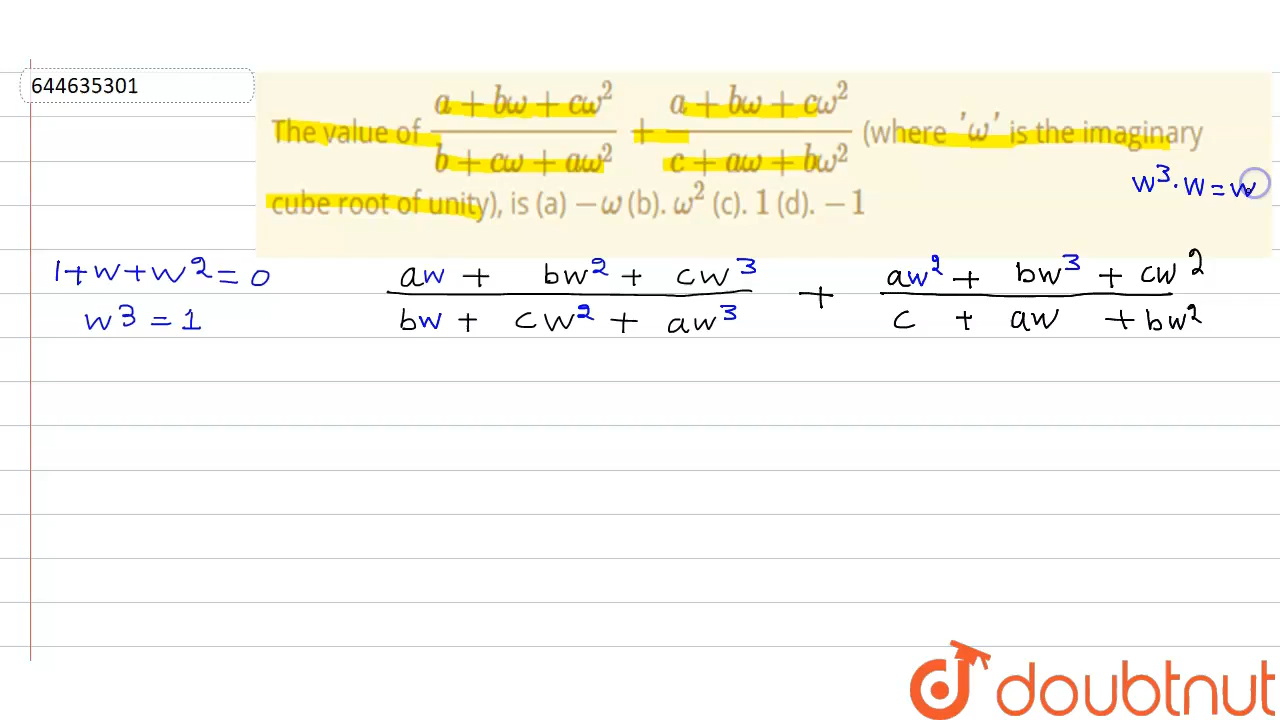 644635301
The value of (a + bω + cω²)/(b + cω + aω²) + (a + bω + cω²)/(c + aω + bω²) (where 'ω' is the imaginary
cube root of unity), is (a) −ω (b). ω² (c). 1 (d). −1
w³·w=w
1+w+w²=0
w3=1
(aw + bw² + cw³)/(bw + cw² + aw³) + (aw² + bw³ + cw²)/(c + aw + bw²)
doubtnut